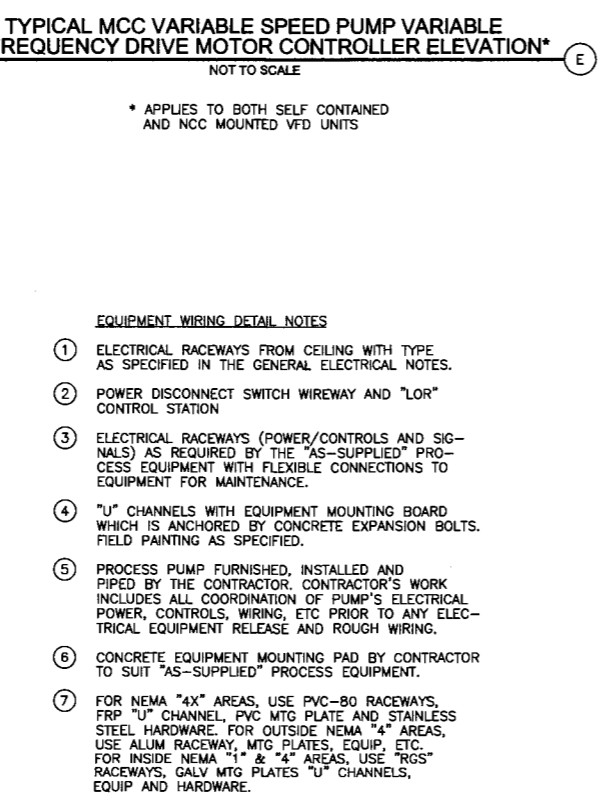 TYPICAL MCC VARIABLE SPEED PUMP VARIABLE
REQUENCY DRIVE MOTOR CONTROLLER ELEVATION*
E
NOT TO SCALE
* APPLIES TO BOTH SELF CONTAINED
AND NCC MOUNTED VFD UNITS
EQUIPMENT WIRING DETAIL NOTES
1 ELECTRICAL RACEWAYS FROM CEILING WITH TYPE
AS SPECIFIED IN THE GENERAL ELECTRICAL NOTES.
2 POWER DISCONNECT SWITCH WIREWAY AND "LOR"
CONTROL STATION
3 ELECTRICAL RACEWAYS (POWER/CONTROLS AND SIG-
NALS) AS REQUIRED BY THE "AS-SUPPLIED" PRO-
CESS EQUIPMENT WITH FLEXIBLE CONNECTIONS TO
EQUIPMENT FOR MAINTENANCE.
4 "U" CHANNELS WITH EQUIPMENT MOUNTING BOARD
WHICH IS ANCHORED BY CONCRETE EXPANSION BOLTS.
FIELD PAINTING AS SPECIFIED.
5 PROCESS PUMP FURNISHED, INSTALLED AND
PIPED BY THE CONTRACTOR. CONTRACTOR'S WORK
INCLUDES ALL COORDINATION OF PUMP'S ELECTRICAL
POWER, CONTROLS, WIRING, ETC PRIOR TO ANY ELEC-
TRICAL EQUIPMENT RELEASE AND ROUGH WIRING.
6 CONCRETE EQUIPMENT MOUNTING PAD BY CONTRACTOR
TO SUIT "AS-SUPPLIED" PROCESS EQUIPMENT.
7 FOR NEMA "4X" AREAS, USE PVC-80 RACEWAYS,
FRP "U" CHANNEL, PVC MTG PLATE AND STAINLESS
STEEL HARDWARE. FOR OUTSIDE NEMA "4" AREAS,
USE ALUM RACEWAY, MTG PLATES, EQUIP, ETC.
FOR INSIDE NEMA "1" & "4" AREAS, USE "RGS"
RACEWAYS, GALV MTG PLATES "U" CHANNELS,
EQUIP AND HARDWARE.